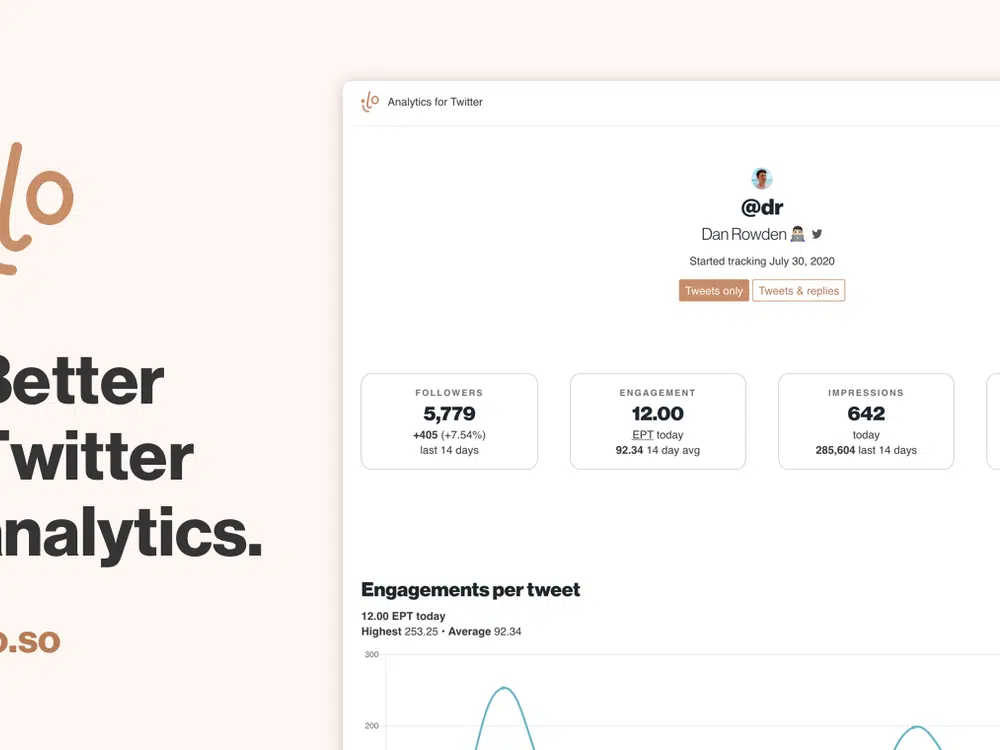 lo
Better
Twitter
analytics.
o.so
ilo Analytics for Twitter
@dr
Dan Rowden
Started tracking July 30, 2020
Tweets only Tweets & replies
FOLLOWERS
5,779
+405 (+7.54%)
last 14 days
ENGAGEMENT
12.00
EPT today
92.34 14 day avg
IMPRESSIONS
642
today
285,604 last 14 days
Engagements per tweet
12.00 EPT today
Highest 253.25 • Average 92.34
300
200